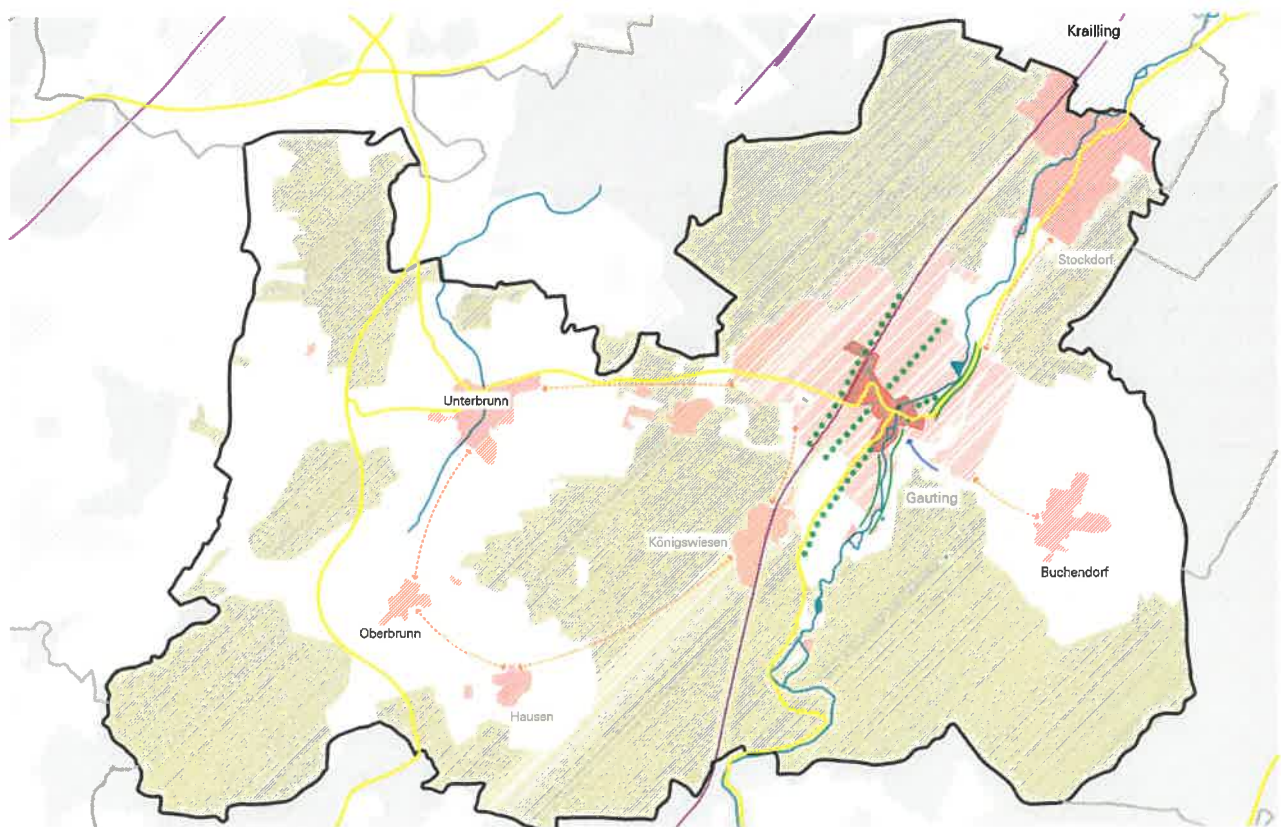 Krailling
Stockdorf
Unterbrunn
Gauting
Königswiesen
Buchendorf
Oberbrunn
Hausen